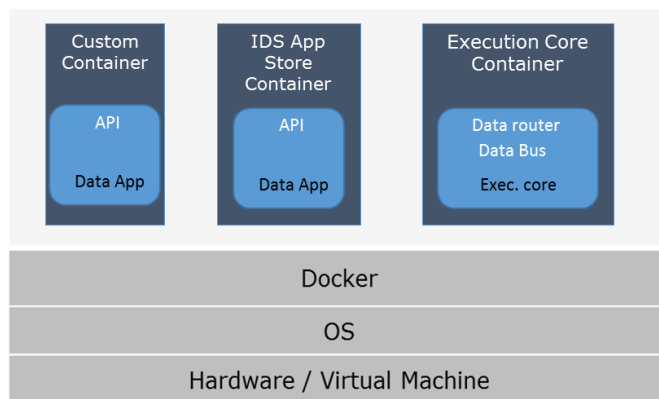 Custom
Container
API
Data App
IDS App
Store
Container
API
Data App
Execution Core
Container
Data router
Data Bus
Exec. core
Docker
OS
Hardware / Virtual Machine